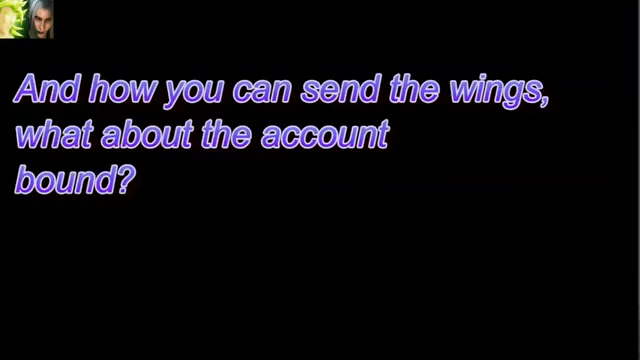 And how you can send the wings,
what about the account
bound?